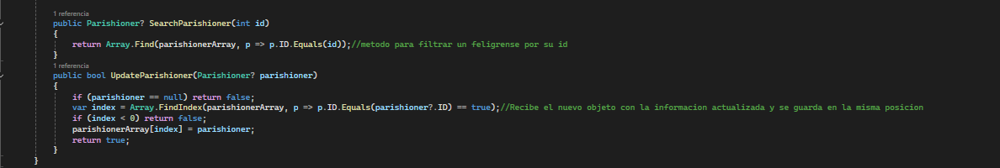 1 referencia
public Parishioner? SearchParishioner(int id)
{
return Array.Find(parishionerArray, p => p.ID.Equals(id));//metodo para filtrar un feligrense por su id
}
1 referencia
public bool UpdateParishioner(Parishioner? parishioner)
{
if (parishioner == null) return false;
var index = Array.FindIndex(parishionerArray, p => p.ID.Equals(parishioner?.ID) == true);//Recibe el nuevo objeto con la informacion actualizada y se guarda en la misma posicion
if (index < 0) return false;
parishionerArray[index] = parishioner;
return true;
}
}